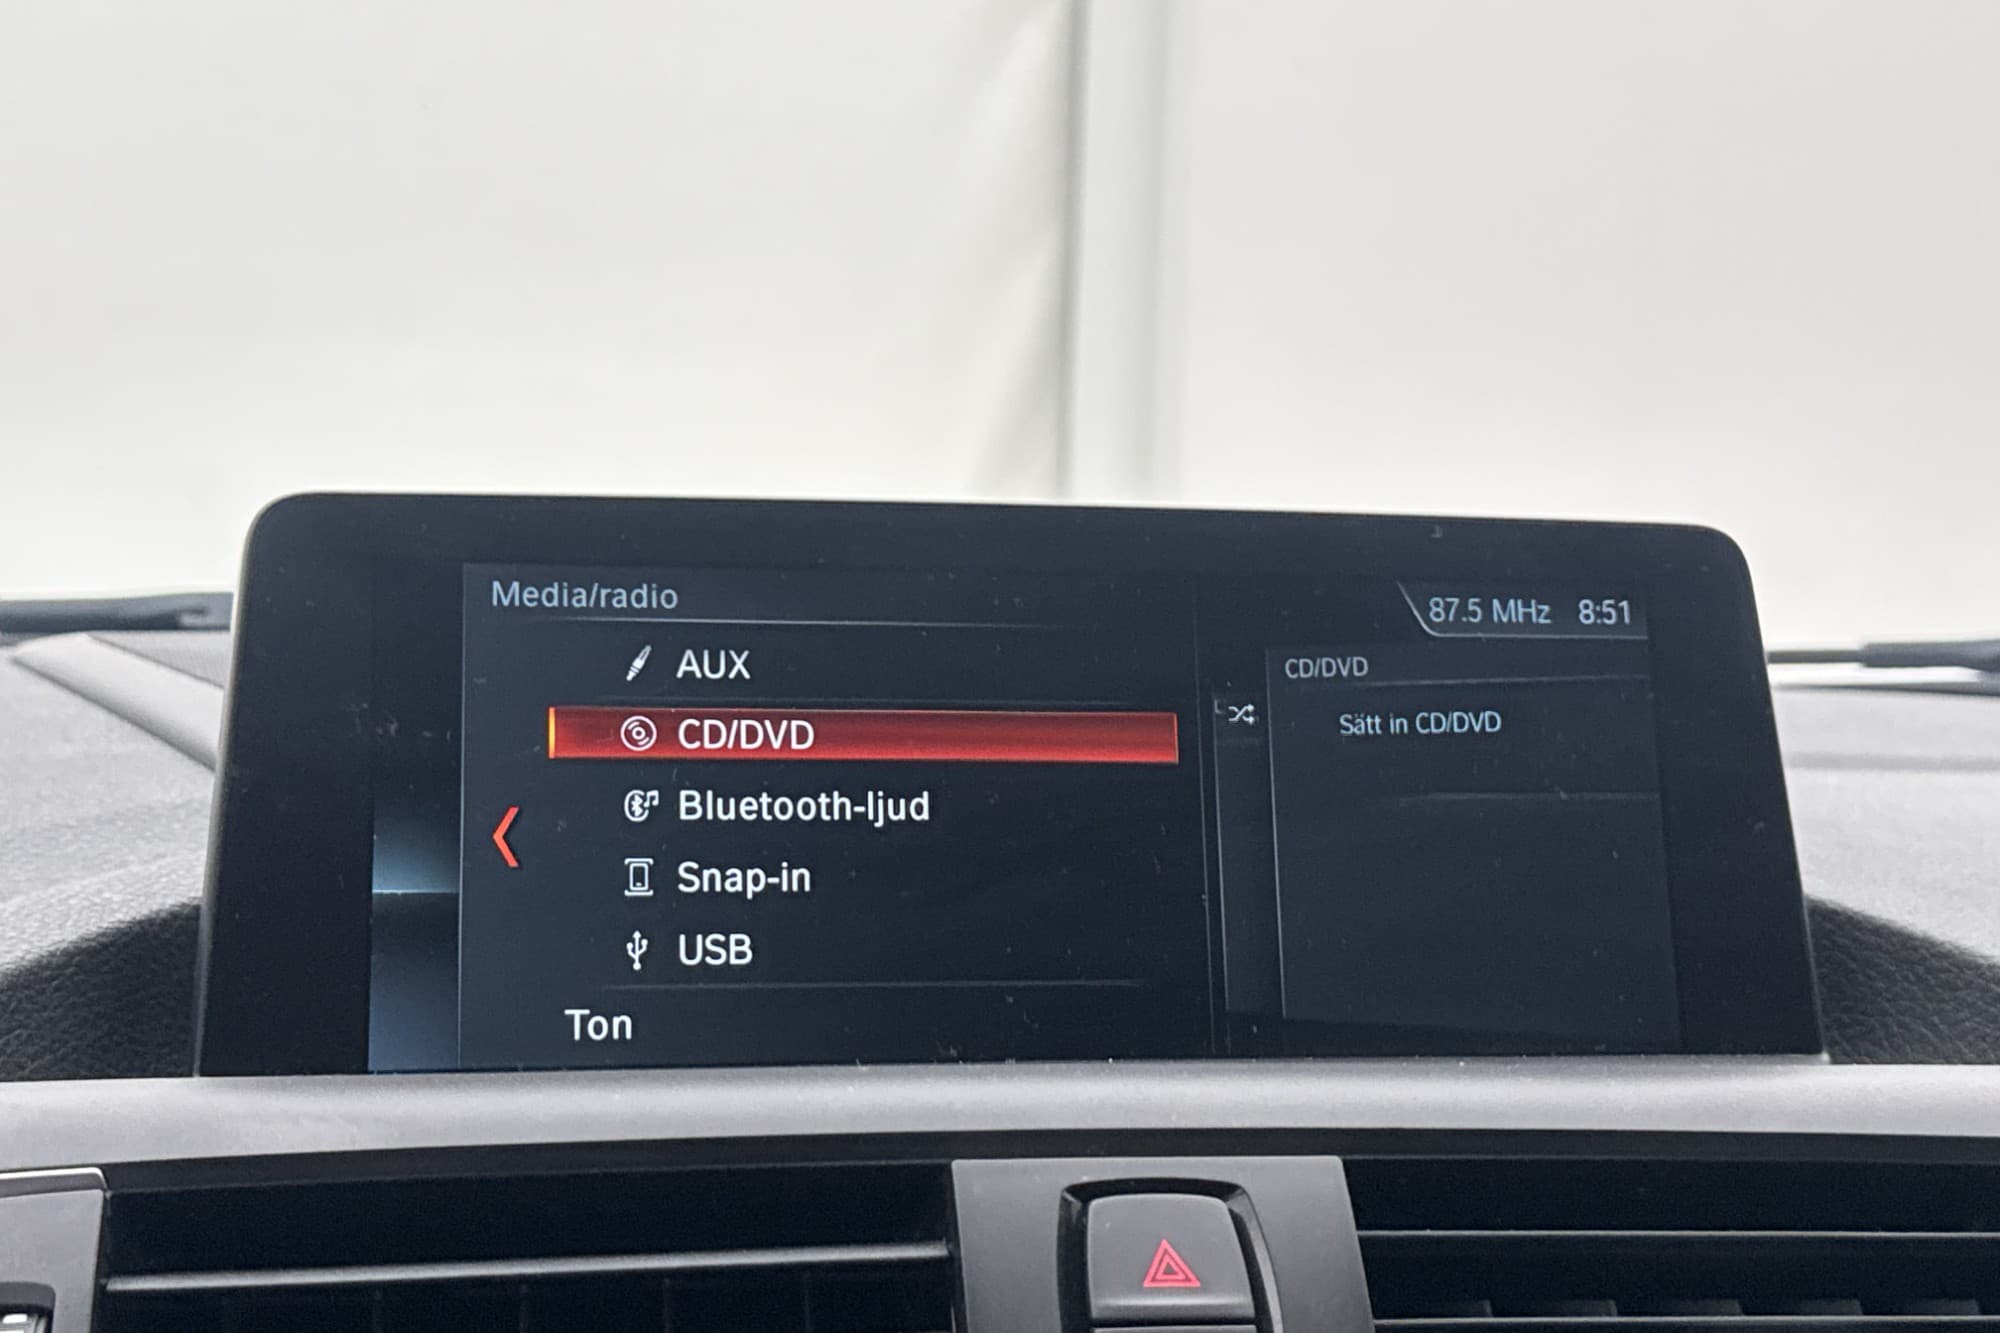 Media/radio
87.5 MHz 8:51
AUX
CD/DVD
Bluetooth-ljud
Snap-in
USB
Ton
CD/DVD
Sätt in CD/DVD